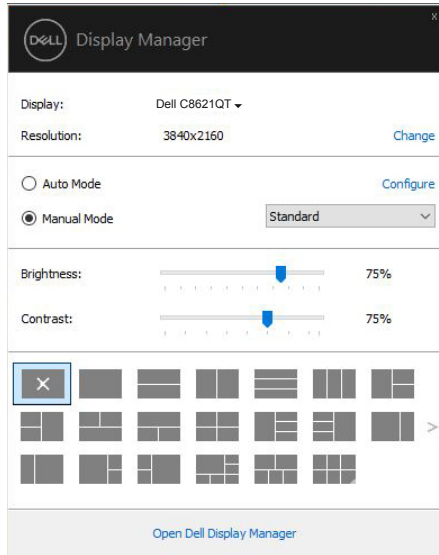 x
DELL Display Manager
Display: Dell C8621QT
Resolution: 3840x2160 Change
Auto Mode Configure
Manual Mode Standard
Brightness: 75%
Contrast: 75%
Open Dell Display Manager